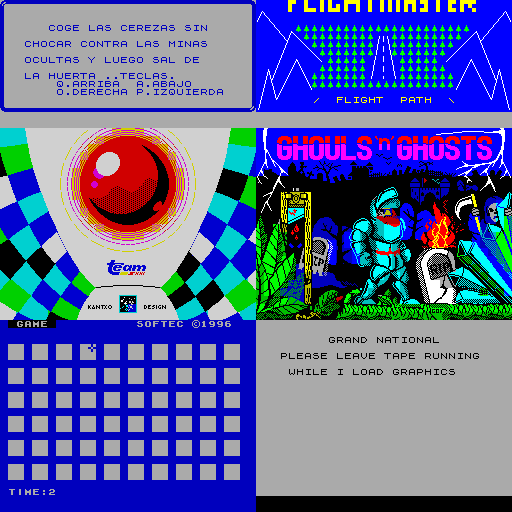 COGE LAS CEREZAS SIN
CHOCAR CONTRA LAS MINAS
OCULTAS Y LUEGO SAL DE
LA HUERTA ..TECLAS.
Q.ARRIBA A.ABAJO
O.DERECHA P.IZQUIERDA
FLIGHTMASTER
FLIGHT PATH
team
KANTXO DESIGN
GHOULS 'n' GHOSTS
GAME SOFTEC ©1996
TIME:2
GRAND NATIONAL
PLEASE LEAVE TAPE RUNNING
WHILE I LOAD GRAPHICS